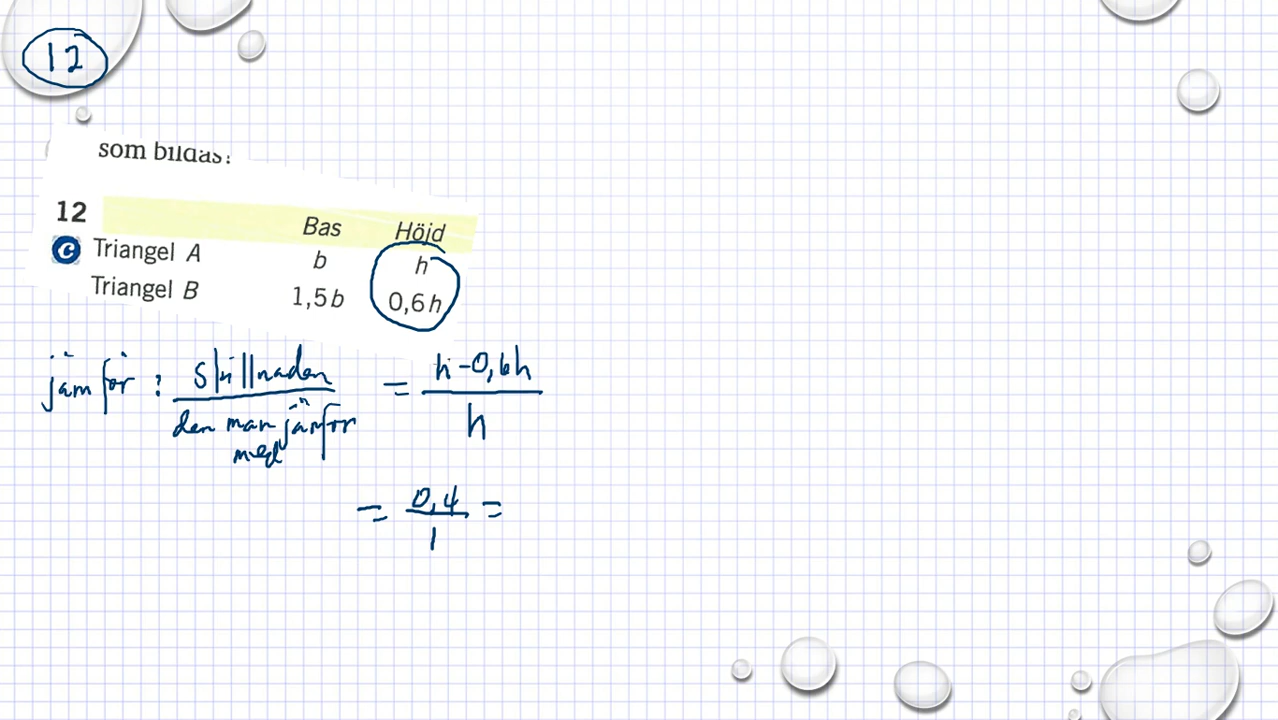 12
som bildas?
12 Bas Höjd
C Triangel A b h
Triangel B 1,5b 0,6h
jämför : skillnaden / den man jämför med = h-0,6h / h
= 0,4 / 1 =